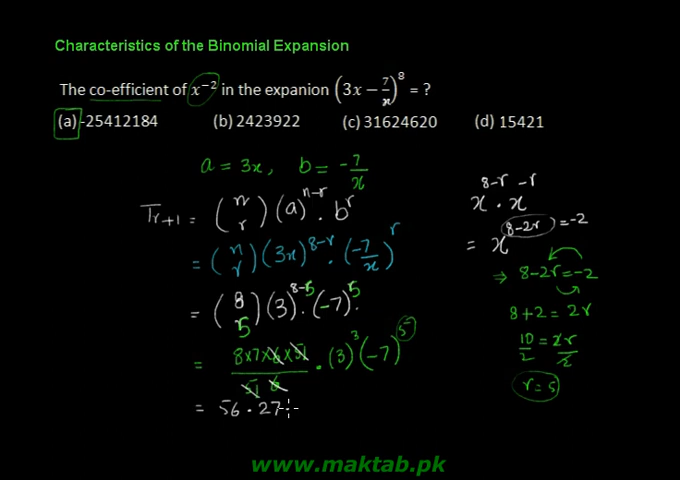 Characteristics of the Binomial Expansion
The co-efficient of x⁻² in the expanion (3x − 7/x)⁸ = ?
(a) -25412184 (b) 2423922 (c) 31624620 (d) 15421
a = 3x, b = -7/x
T_{r+1} = (n r) (a)^{n-r} · b^r
= (n r) (3x)^{8-r} · (-7/x)^r
= (8 5) (3)^{8-5} · (-7)^5 ·
= 8×7×6×5! / 5! 6 · (3)^3 (-7)^5
= 56 · 27
x^{8-r} · x^{-r}
= x^{8-2r} = -2
⇒ 8-2r = -2
8+2 = 2r
10/2 = 2r/2
r = 5
www.maktab.pk